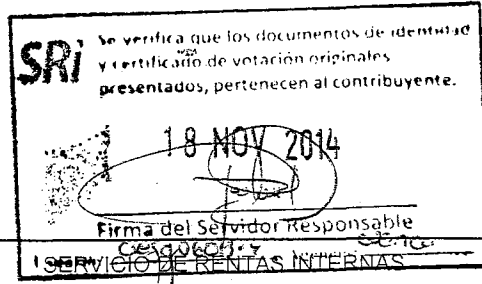 SRi
Se verifica que los documentos de identidad
y certificado de votación originales
presentados, pertenecen al contribuyente.
18 NOV 2014
Firma del Servidor Responsable
SERVICIO DE RENTAS INTERNAS